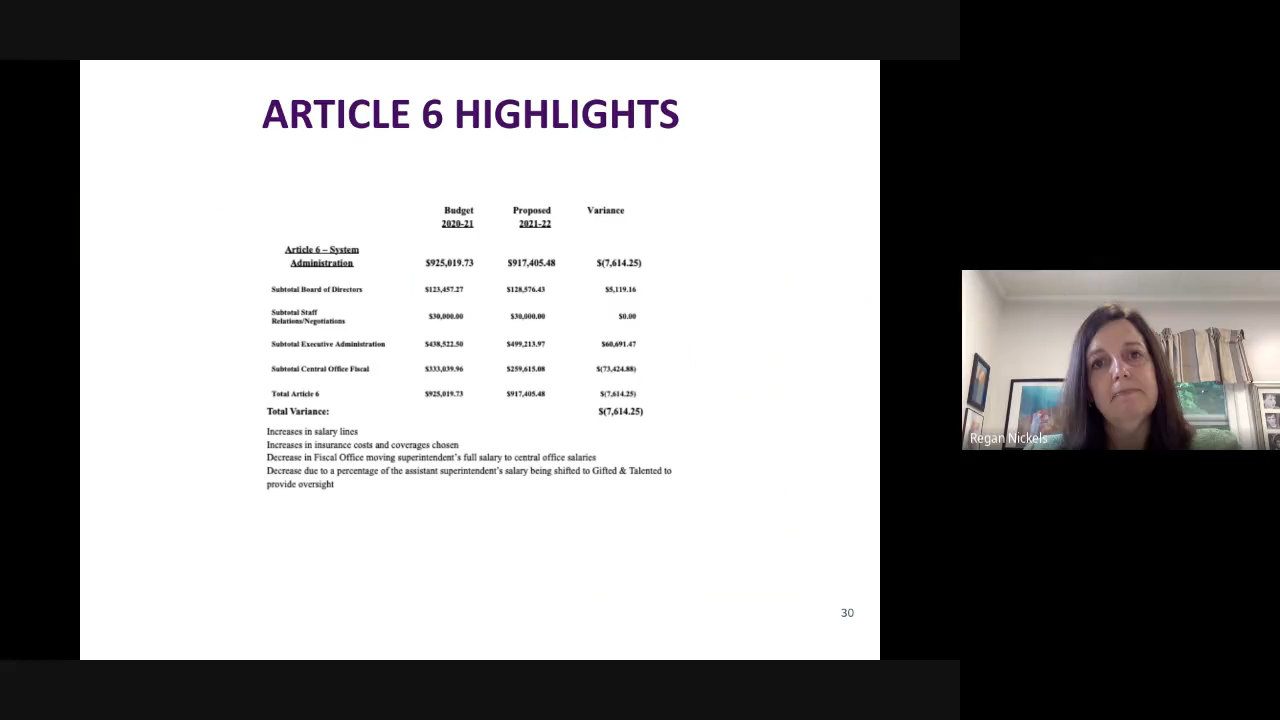 ARTICLE 6 HIGHLIGHTS
Budget Proposed Variance
2020-21 2021-22
Article 6 – System
Administration $925,019.73 $917,405.48 $(7,614.25)
Subtotal Board of Directors $123,457.27 $128,576.43 $5,119.16
Subtotal Staff
Relations/Negotiations $30,000.00 $30,000.00 $0.00
Subtotal Executive Administration $438,522.50 $499,213.97 $60,691.47
Subtotal Central Office Fiscal $333,039.96 $259,615.08 $(73,424.88)
Total Article 6 $925,019.73 $917,405.48 $(7,614.25)
Total Variance: $(7,614.25)
Increases in salary lines
Increases in insurance costs and coverages chosen
Decrease in Fiscal Office moving superintendent's full salary to central office salaries
Decrease due to a percentage of the assistant superintendent's salary being shifted to Gifted & Talented to
provide oversight
30
Regan Nickels